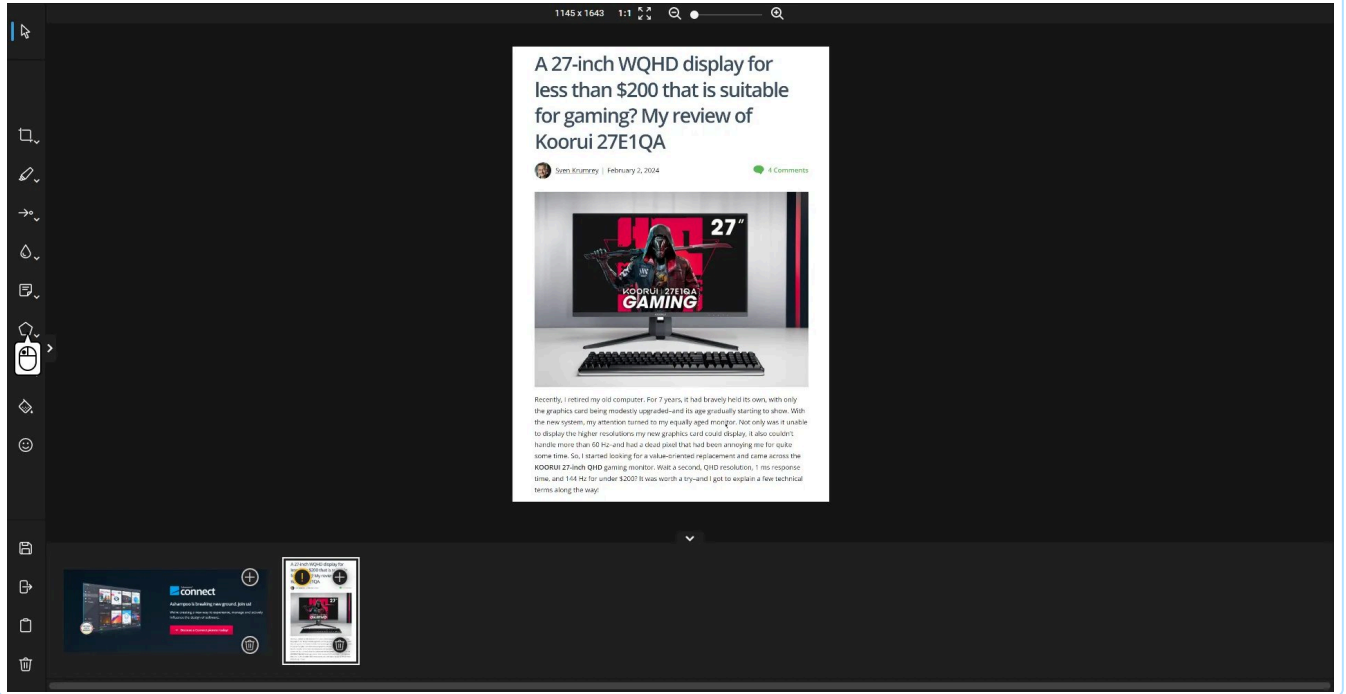 1145 x 1643 1:1
A 27-inch WQHD display for
less than $200 that is suitable
for gaming? My review of
Koorui 27E1QA
Sven Krumrey | February 2, 2024 4 Comments
27"
KOORUI 27E1QA
GAMING
Recently, I retired my old computer. For 7 years, it had bravely held its own, with only
the graphics card being modestly upgraded–and its age gradually starting to show. With
the new system, my attention turned to my equally aged monitor. Not only was it unable
to display the higher resolutions my new graphics card could display, it also couldn't
handle more than 60 Hz–and had a dead pixel that had been annoying me for quite
some time. So, I started looking for a value-oriented replacement and came across the
KOORUI 27-inch QHD gaming monitor. Wait a second, QHD resolution, 1 ms response
time, and 144 Hz for under $200? It was worth a try–and I got to explain a few technical
terms along the way!
connect
Ashampoo is breaking new ground. Join us!